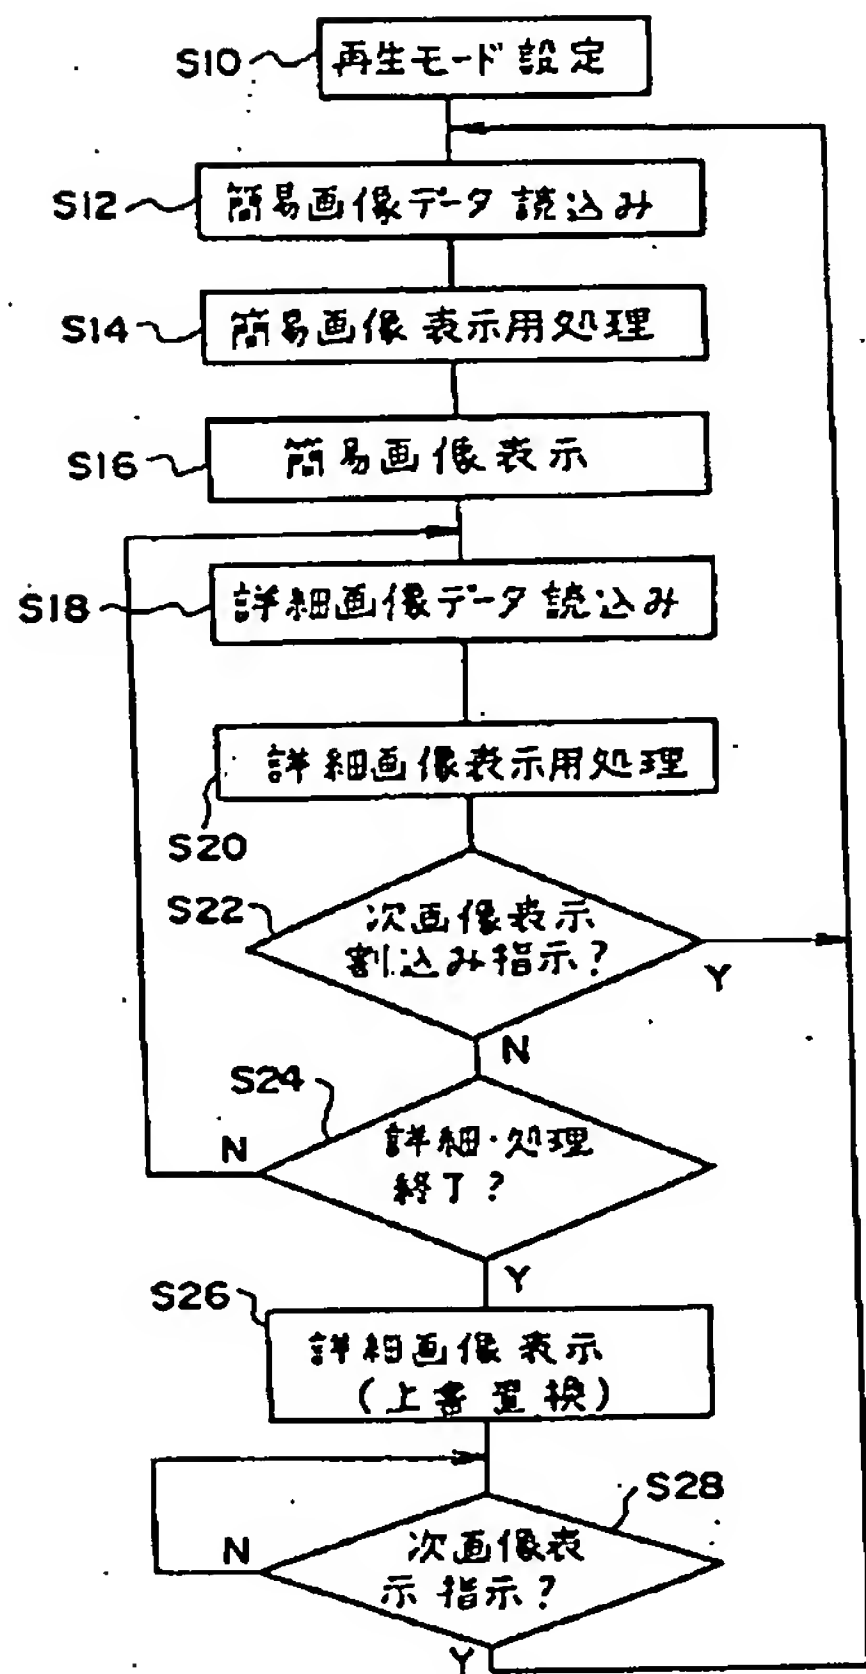 S10 再生モード設定
S12 簡易画像データ読込み
S14 簡易画像表示用処理
S16 簡易画像表示
S18 詳細画像データ読込み
詳細画像表示用処理
S20
S22 次画像表示
割込み指示?
Y
N
S24
詳細・処理
N
終了?
Y
S26
詳細画像表示
(上書置換)
S28
次画像表
N
示指示?
Y